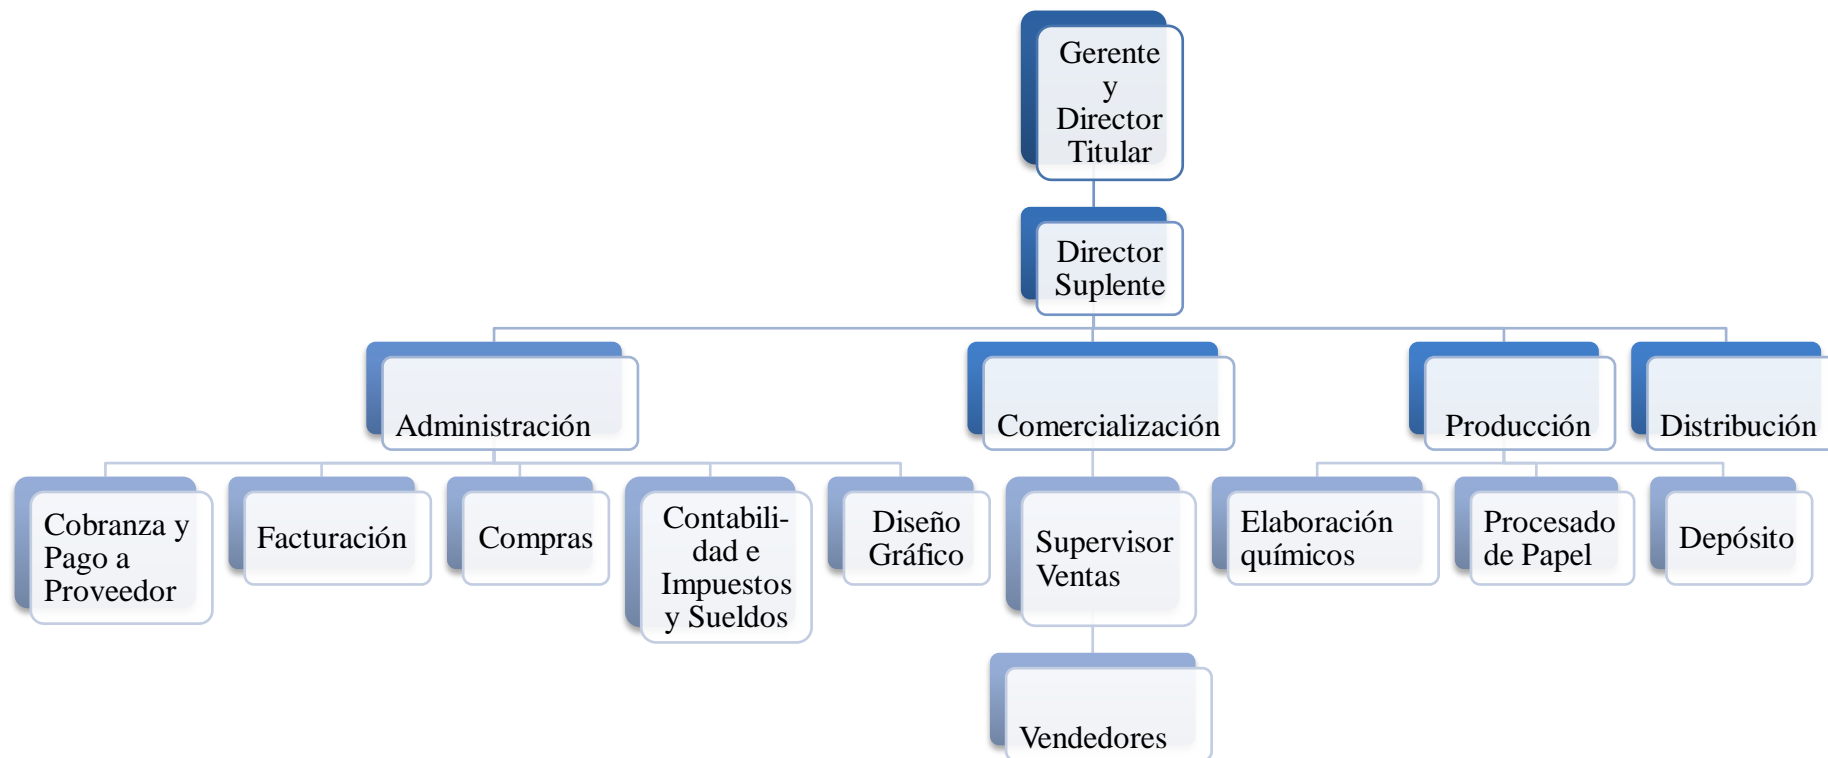 Gerente
y
Director
Titular
Director
Suplente
Administración
Comercialización
Producción
Distribución
Cobranza y
Pago a
Proveedor
Facturación
Compras
Contabili-
dad e
Impuestos
y Sueldos
Diseño
Gráfico
Supervisor
Ventas
Elaboración
químicos
Procesado
de Papel
Depósito
Vendedores